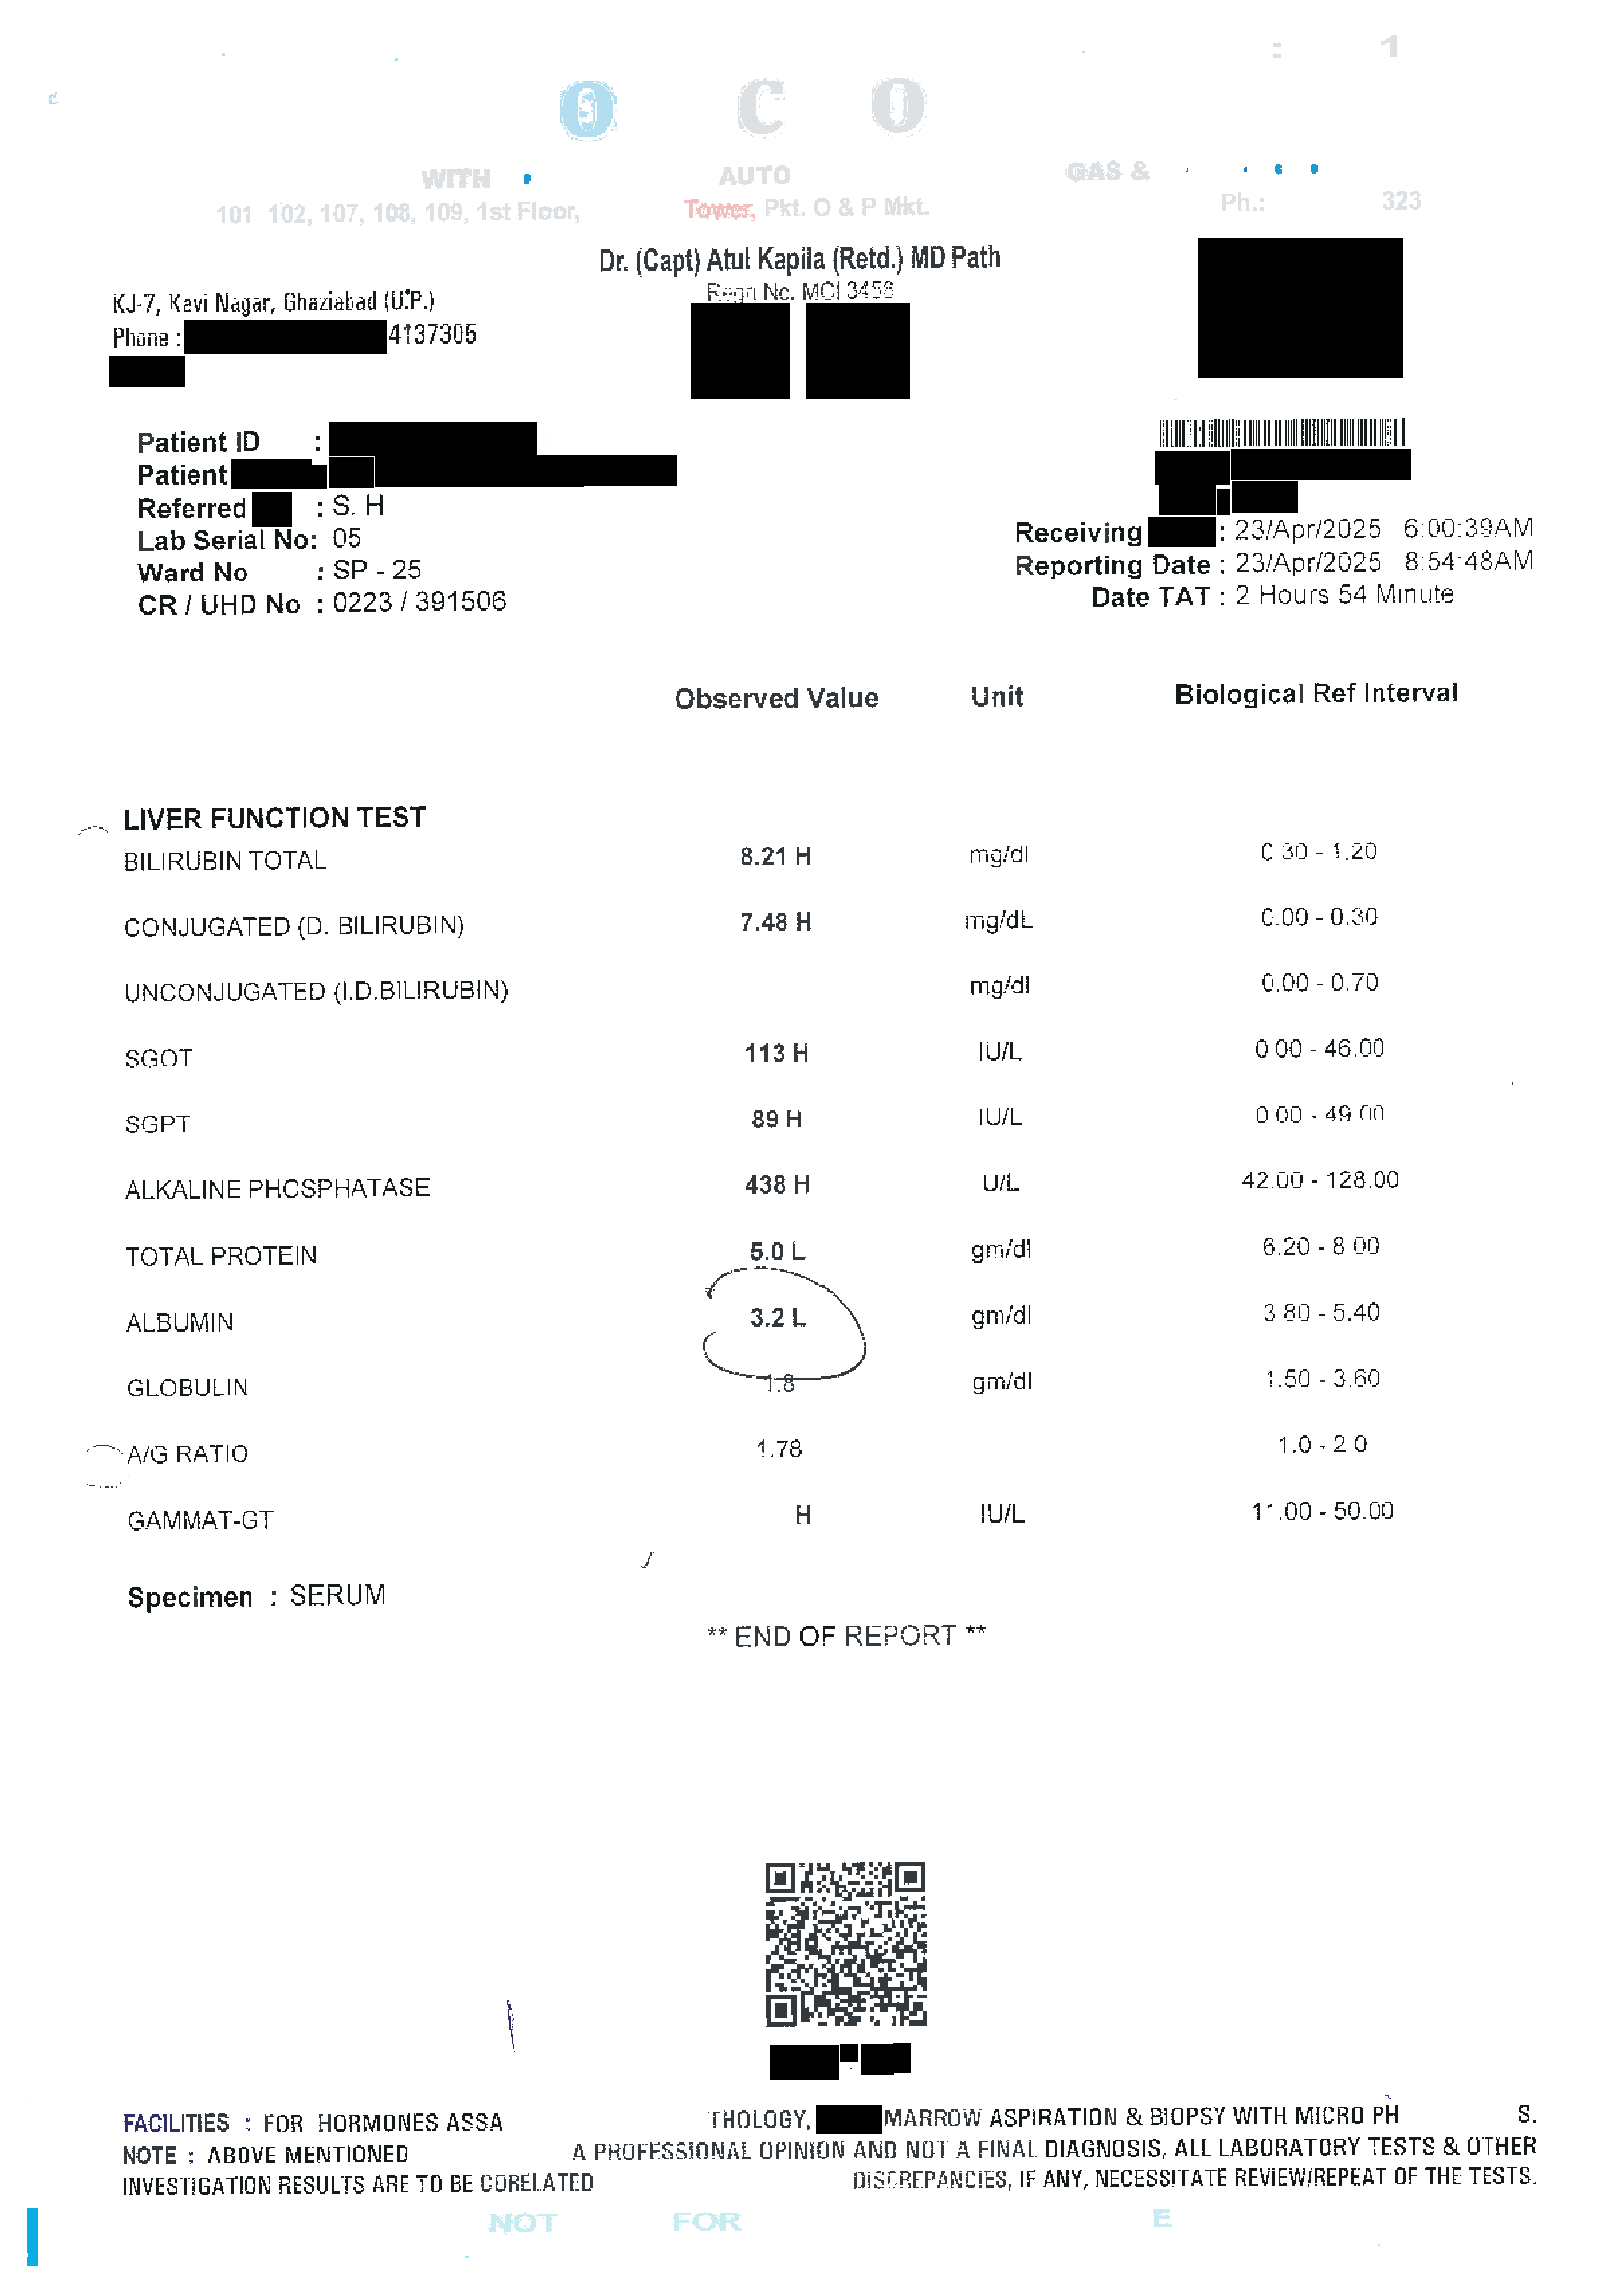 : 1
O C O
WITH AUTO GAS &
101 102, 107, 108, 109, 1st Floor, Tower, Pkt. O & P Mkt. Ph.: 323
Dr. (Capt) Atul Kapila (Retd.) MD Path
Regn No. MCI 3456
KJ-7, Kavi Nagar, Ghaziabad (U.P.)
Phone : 4137305
Patient ID :
Patient
Referred : S. H
Lab Serial No: 05
Ward No : SP - 25
CR / UHD No : 0223 / 391506
Receiving : 23/Apr/2025 6:00:39AM
Reporting Date : 23/Apr/2025 8:54:48AM
Date TAT : 2 Hours 54 Minute
Observed Value Unit Biological Ref Interval
LIVER FUNCTION TEST
BILIRUBIN TOTAL 8.21 H mg/dl 0.30 - 1.20
CONJUGATED (D. BILIRUBIN) 7.48 H mg/dL 0.00 - 0.30
UNCONJUGATED (I.D.BILIRUBIN) mg/dl 0.00 - 0.70
SGOT 113 H IU/L 0.00 - 46.00
SGPT 89 H IU/L 0.00 - 49.00
ALKALINE PHOSPHATASE 438 H U/L 42.00 - 128.00
TOTAL PROTEIN 5.0 L gm/dl 6.20 - 8.00
ALBUMIN 3.2 L gm/dl 3.80 - 5.40
GLOBULIN 1.8 gm/dl 1.50 - 3.60
A/G RATIO 1.78 1.0 - 2.0
GAMMAT-GT H IU/L 11.00 - 50.00
Specimen : SERUM
** END OF REPORT **
FACILITIES : FOR HORMONES ASSA THOLOGY, MARROW ASPIRATION & BIOPSY WITH MICRO PH S.
NOTE : ABOVE MENTIONED A PROFESSIONAL OPINION AND NOT A FINAL DIAGNOSIS, ALL LABORATORY TESTS & OTHER
INVESTIGATION RESULTS ARE TO BE CORELATED DISCREPANCIES, IF ANY, NECESSITATE REVIEW/REPEAT OF THE TESTS.
NOT FOR E